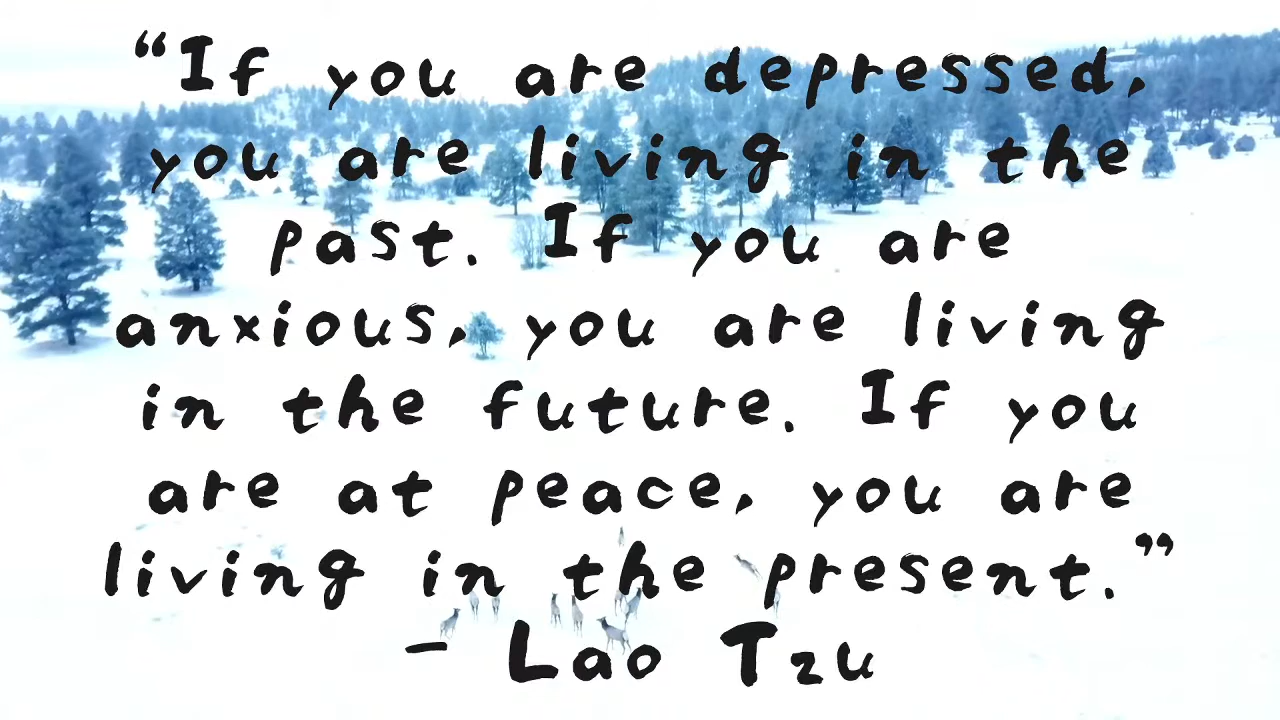 “If you are depressed,
you are living in the
past. If you are
anxious, you are living
in the future. If you
are at peace, you are
living in the present.”
- Lao Tzu